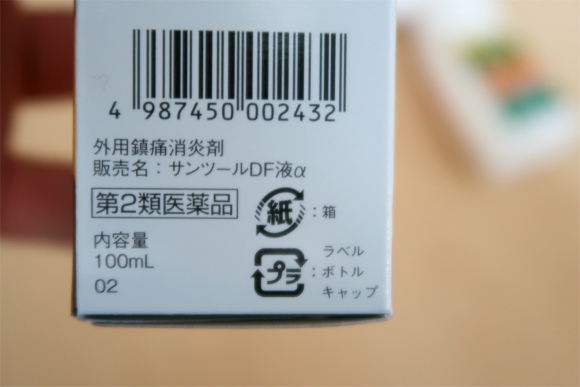 4 987450 002432
外用鎮痛消炎剤
販売名：サンツールDF液α
第2類医薬品
紙：箱
内容量
100mL
02
プラ：
ラベル
ボトル
キャップ